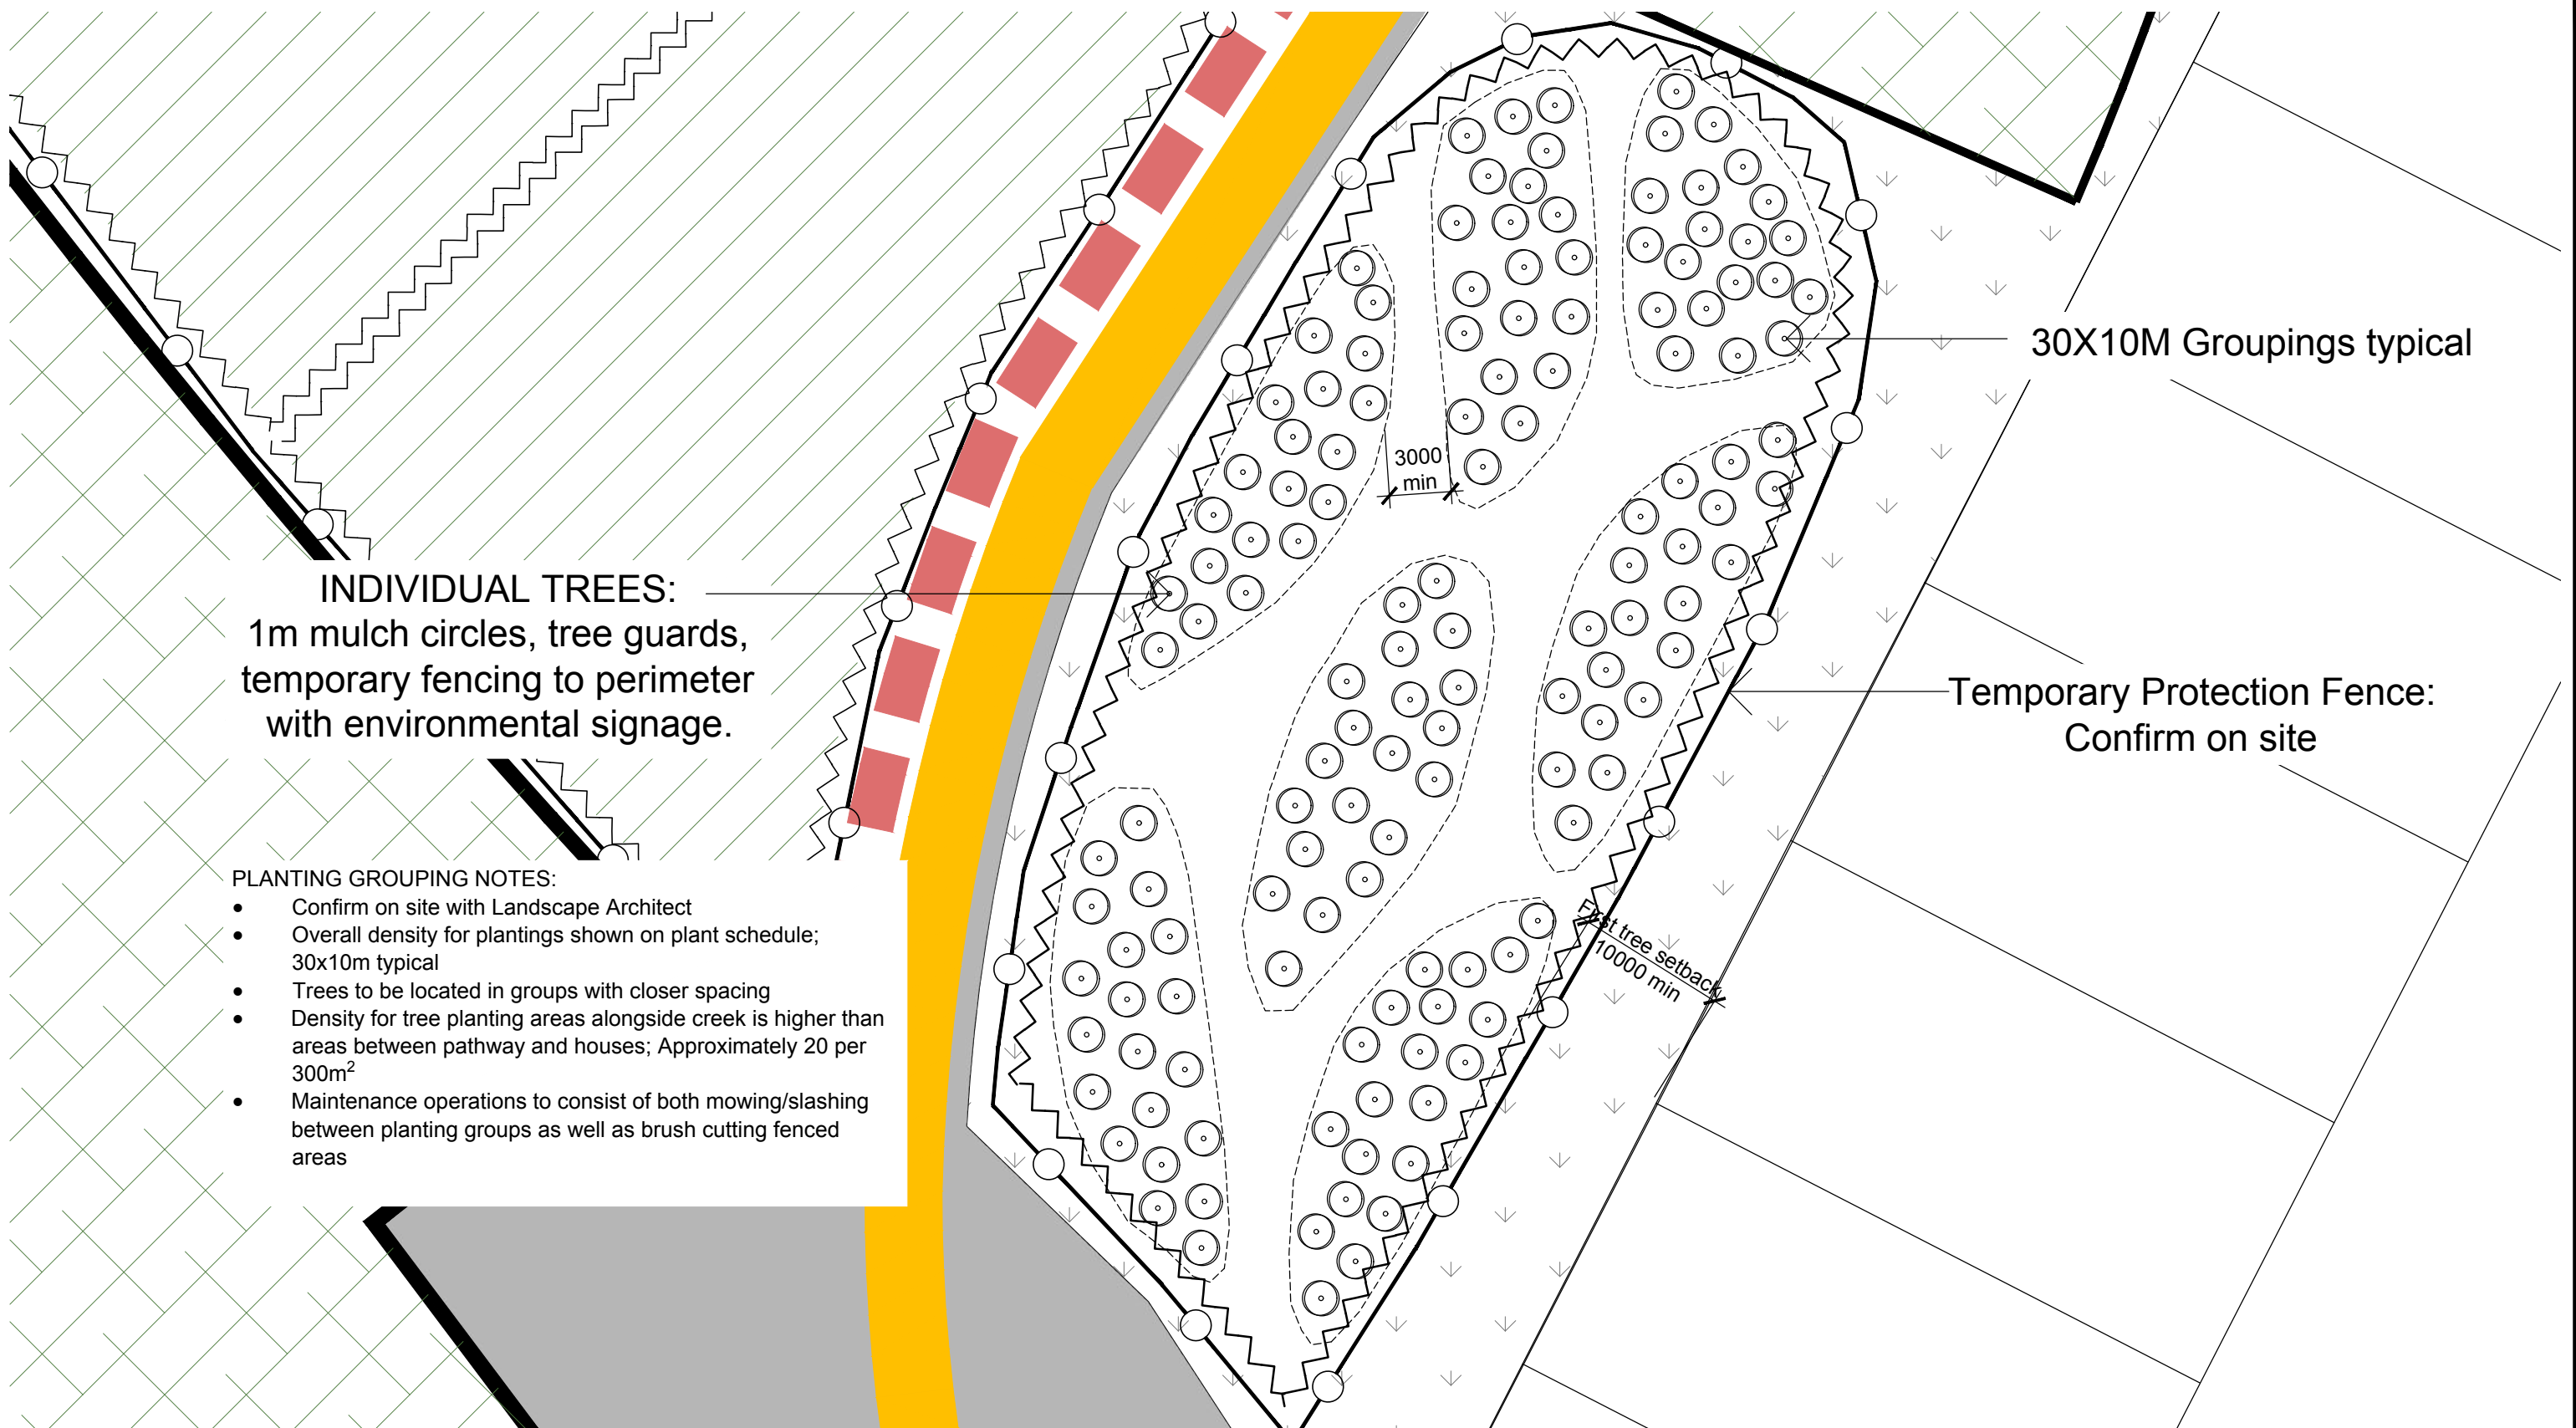 30X10M Groupings typical
3000
min
INDIVIDUAL TREES:
1m mulch circles, tree guards,
temporary fencing to perimeter
with environmental signage.
Temporary Protection Fence:
Confirm on site
PLANTING GROUPING NOTES:
• Confirm on site with Landscape Architect
• Overall density for plantings shown on plant schedule;
30x10m typical
• Trees to be located in groups with closer spacing
• Density for tree planting areas alongside creek is higher than
areas between pathway and houses; Approximately 20 per
300m²
• Maintenance operations to consist of both mowing/slashing
between planting groups as well as brush cutting fenced
areas
First tree setback
10000 min